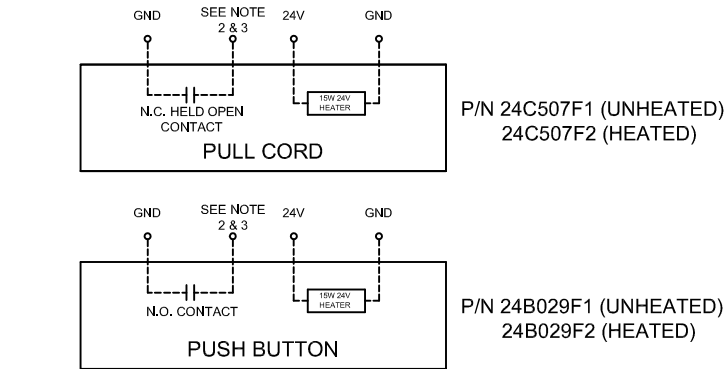 GND SEE NOTE 24V GND
2 & 3
15W 24V
HEATER
N.C. HELD OPEN
CONTACT
PULL CORD
P/N 24C507F1 (UNHEATED)
24C507F2 (HEATED)
GND SEE NOTE 24V GND
2 & 3
15W 24V
HEATER
N.O. CONTACT
PUSH BUTTON
P/N 24B029F1 (UNHEATED)
24B029F2 (HEATED)